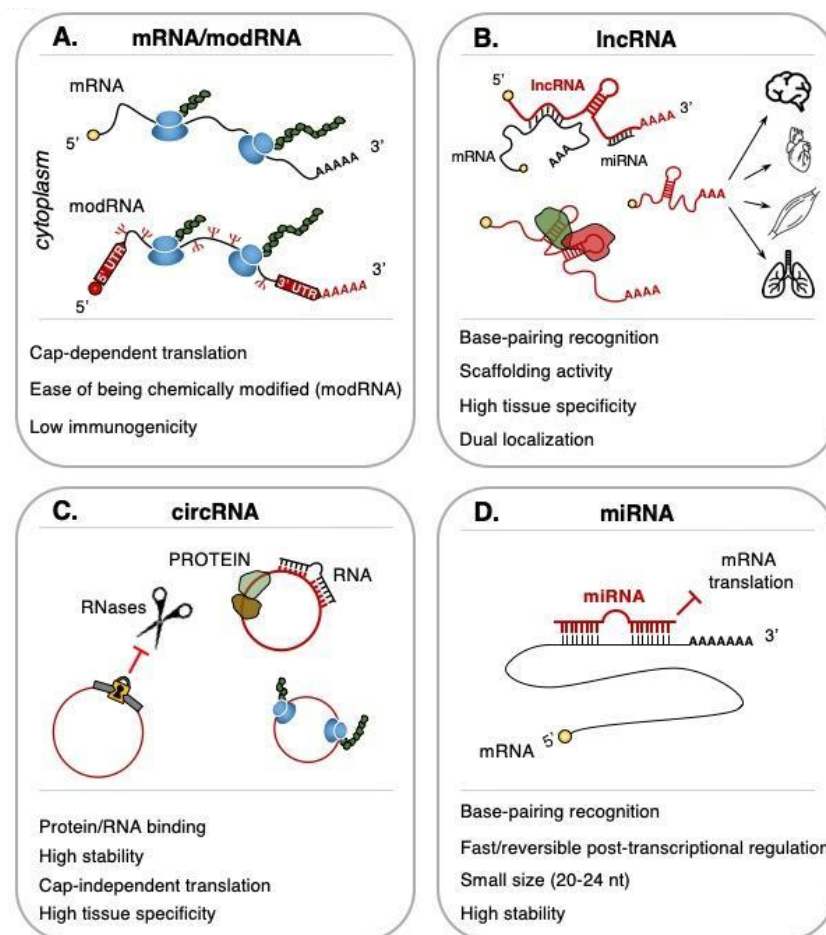 A. mRNA/modRNA
mRNA
5’
AAAAA
3’
cytoplasm
modRNA
Ψ Ψ Ψ Ψ Ψ Ψ
5’ UTR
5’
3’ UTR
AAAAA
3’
Cap-dependent translation
Ease of being chemically modified (modRNA)
Low immunogenicity
B. lncRNA
5’
lncRNA
AAAA
3’
mRNA
AAA
miRNA
AAA
AAAA
Base-pairing recognition
Scaffolding activity
High tissue specificity
Dual localization
C. circRNA
PROTEIN
RNA
RNases
Protein/RNA binding
High stability
Cap-independent translation
High tissue specificity
D. miRNA
mRNA
translation
miRNA
AAAAAAA
3’
mRNA
5’
Base-pairing recognition
Fast/reversible post-transcriptional regulation
Small size (20-24 nt)
High stability